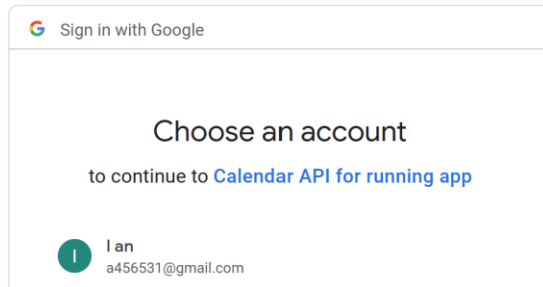 Sign in with Google
Choose an account
to continue to Calendar API for running app
I
I an
a456531@gmail.com